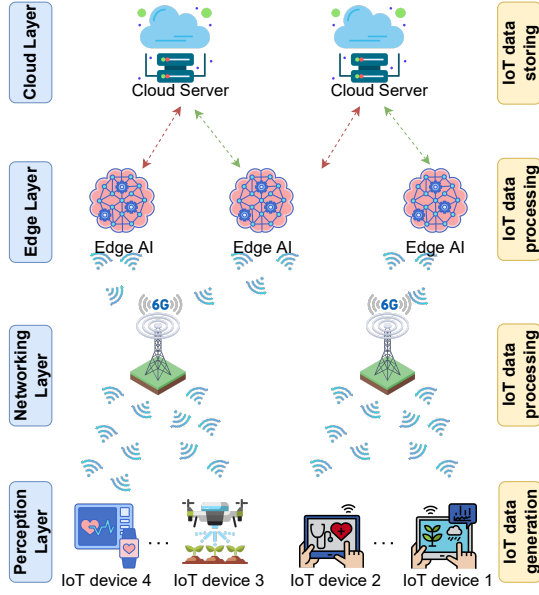 Cloud Layer
IoT data
storing
Cloud Server
Cloud Server
Edge Layer
IoT data
processing
Edge AI
Edge AI
Edge AI
Networking
Layer
6G
6G
IoT data
processing
Perception
Layer
...
...
IoT data
generation
IoT device 4
IoT device 3
IoT device 2
IoT device 1